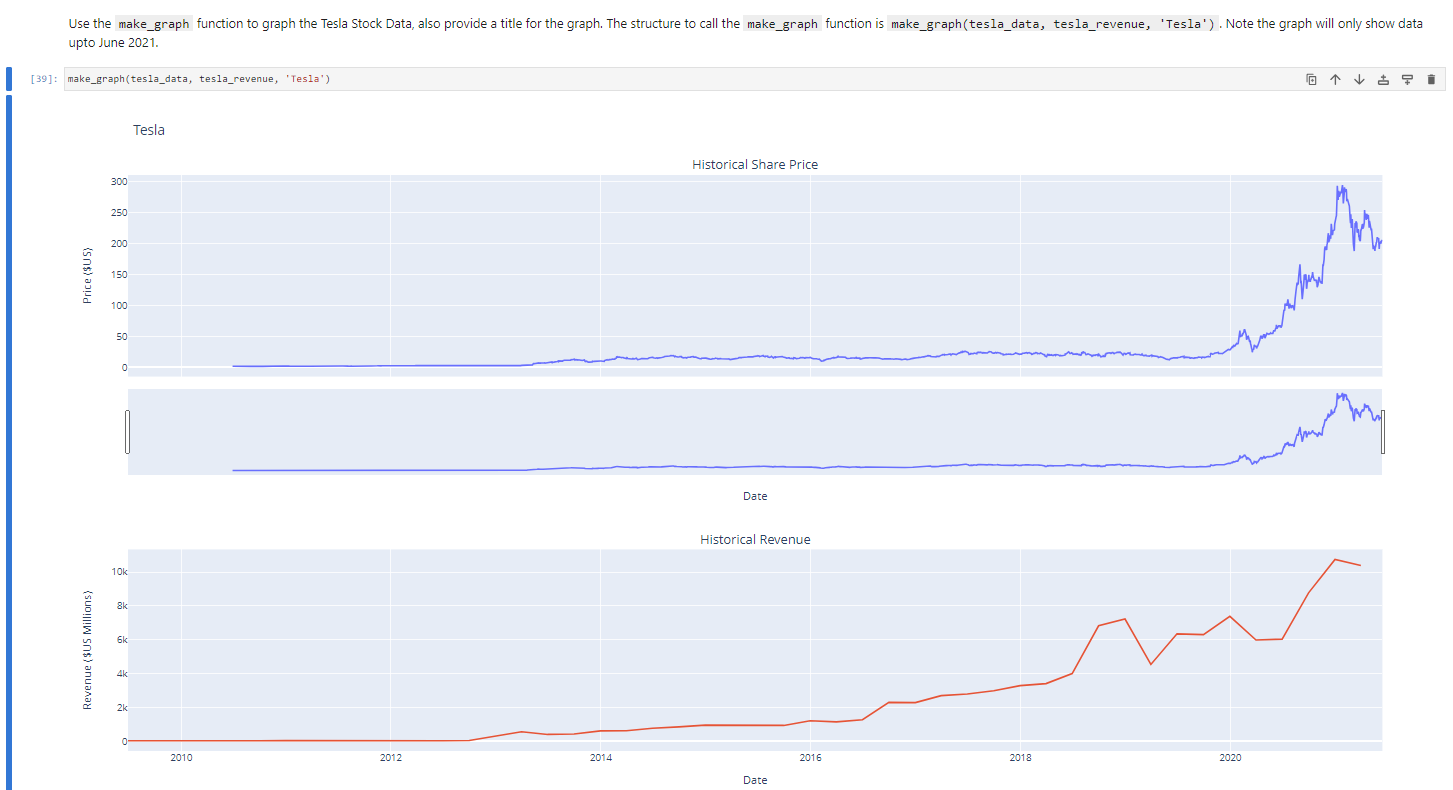 Use the make_graph function to graph the Tesla Stock Data, also provide a title for the graph. The structure to call the make_graph function is make_graph(tesla_data, tesla_revenue, 'Tesla') . Note the graph will only show data
upto June 2021.
[39]: make_graph(tesla_data, tesla_revenue, 'Tesla')
Tesla
Historical Share Price
Price ($US)
300
250
200
150
100
50
0
Date
Historical Revenue
Revenue ($US Millions)
10k
8k
6k
4k
2k
0
2010 2012 2014 2016 2018 2020
Date